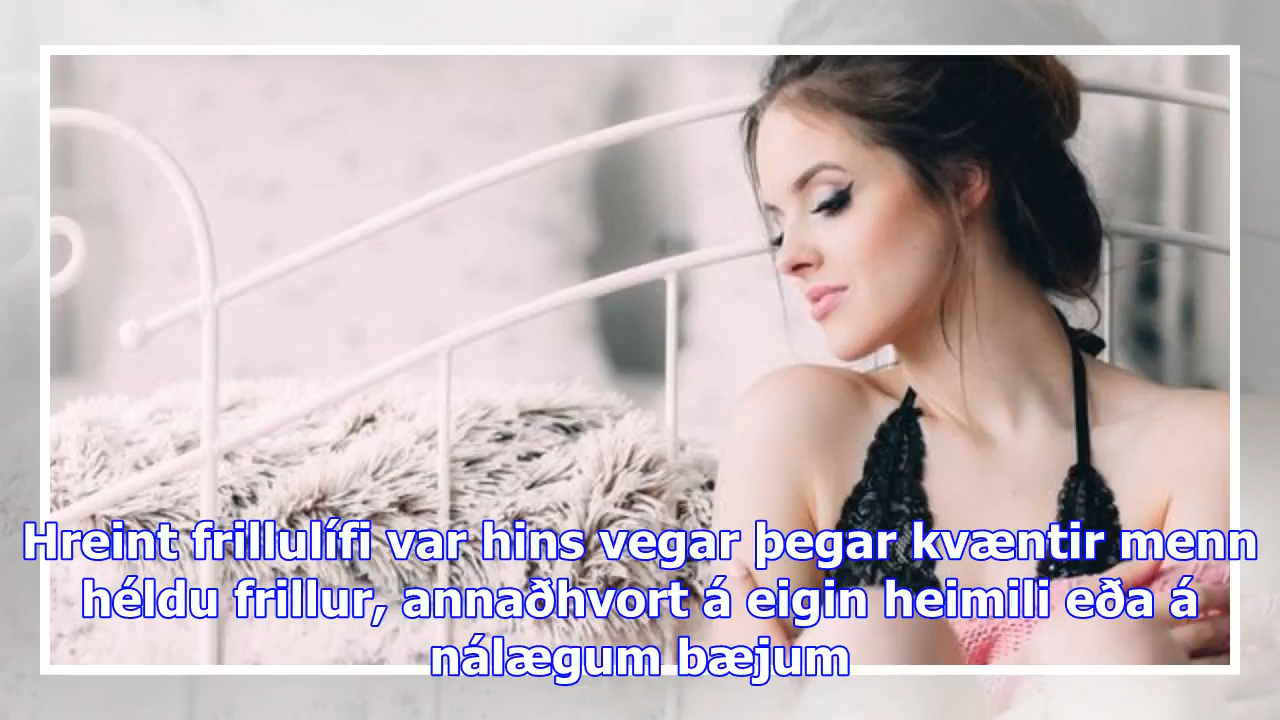 Hreint frillulífi var hins vegar þegar kvæntir menn
héldu frillur, annaðhvort á eigin heimili eða á
nálægum bæjum